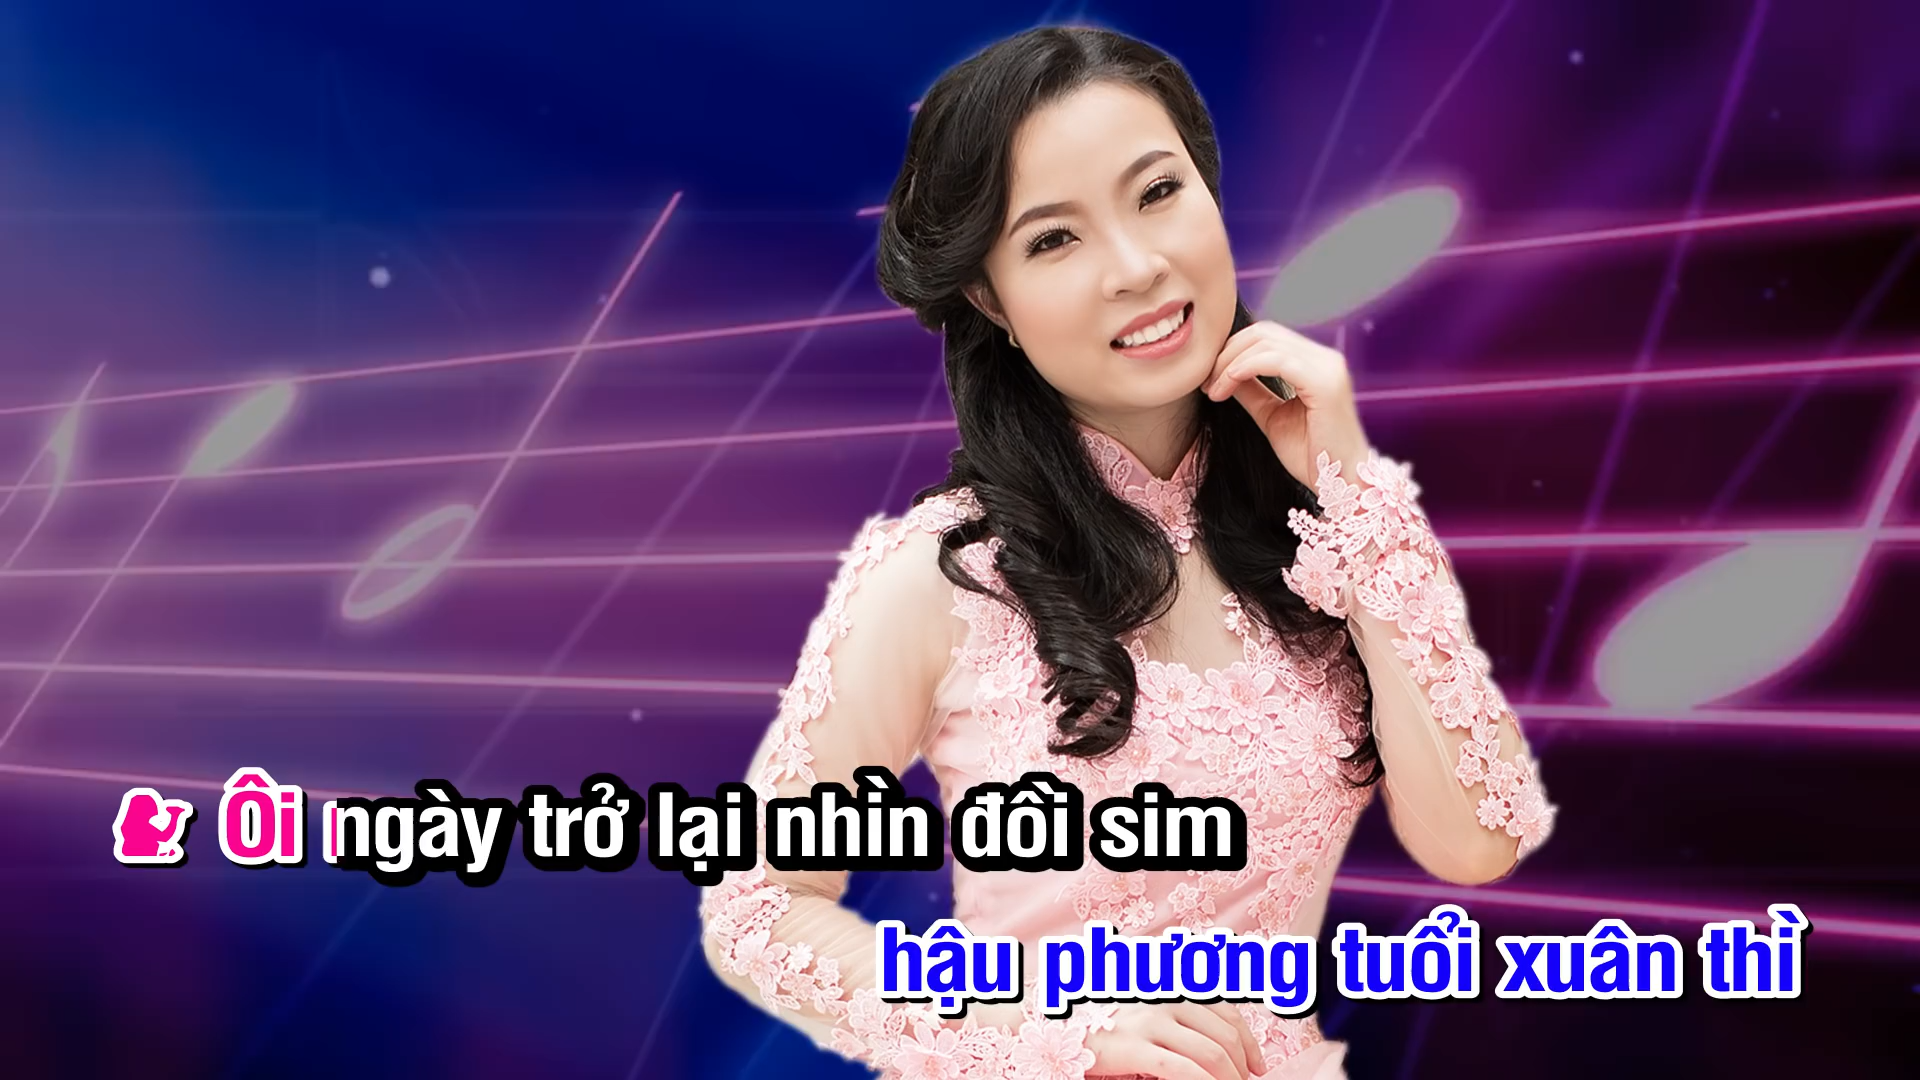 Ôi ngày trở lại nhìn đồi sim
hậu phương tuổi xuân thì